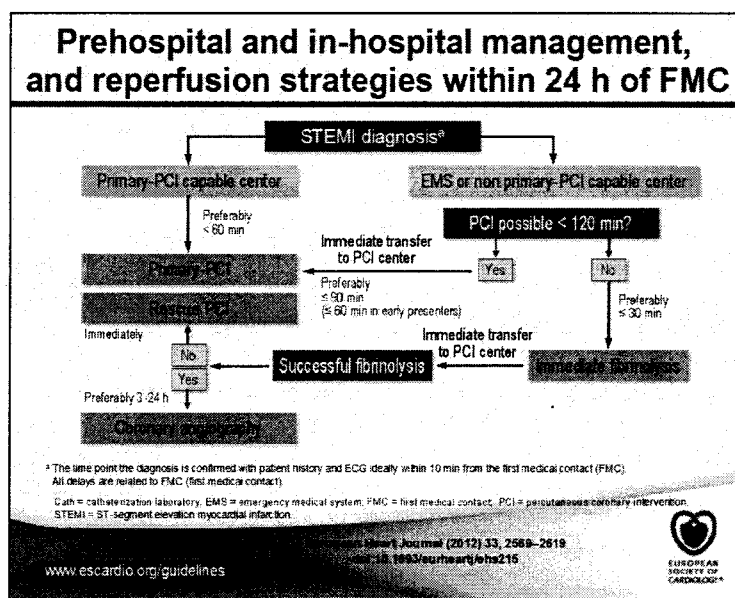 Prehospital and in-hospital management,
and reperfusion strategies within 24 h of FMC
STEMI diagnosisª
Primary-PCI capable center
EMS or non primary-PCI capable center
Preferably
< 60 min
PCI possible < 120 min?
Immediate transfer
to PCI center
Yes
No
Primary-PCI
Preferably
≤ 90 min
(≤ 60 min in early presenters)
Preferably
≤ 30 min
Rescue PCI
Immediately
No
Yes
Successful fibrinolysis
Immediate transfer
to PCI center
Immediate fibrinolysis
Preferably 3-24 h
Coronary angiography
ª The time point the diagnosis is confirmed with patient history and ECG ideally within 10 min from the first medical contact (FMC).
All delays are related to FMC (first medical contact).
Cath = catheterization laboratory; EMS = emergency medical system; FMC = first medical contact; PCI = percutaneous coronary intervention;
STEMI = ST-segment elevation myocardial infarction.
Heart Journal (2012) 33, 2569–2619
10.1093/eurheartj/ehs215
www.escardio.org/guidelines
EUROPEAN
SOCIETY OF
CARDIOLOGY®